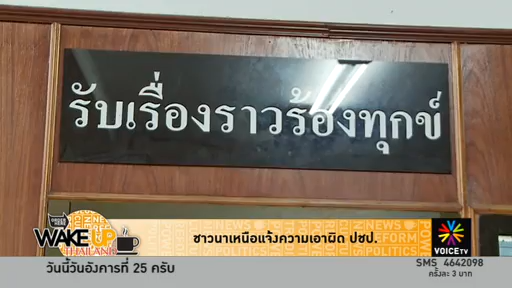 รับเรื่องราวร้องทุกข์
WAKE UP
THAILAND
ชาวนาเหนือแจ้งความเอาผิด ปชป.
NEWS
REFORM
POLITICS
VOICE TV
วันนี้วันอังคารที่ 25 ครับ
SMS 4642098
ครั้งละ 3 บาท